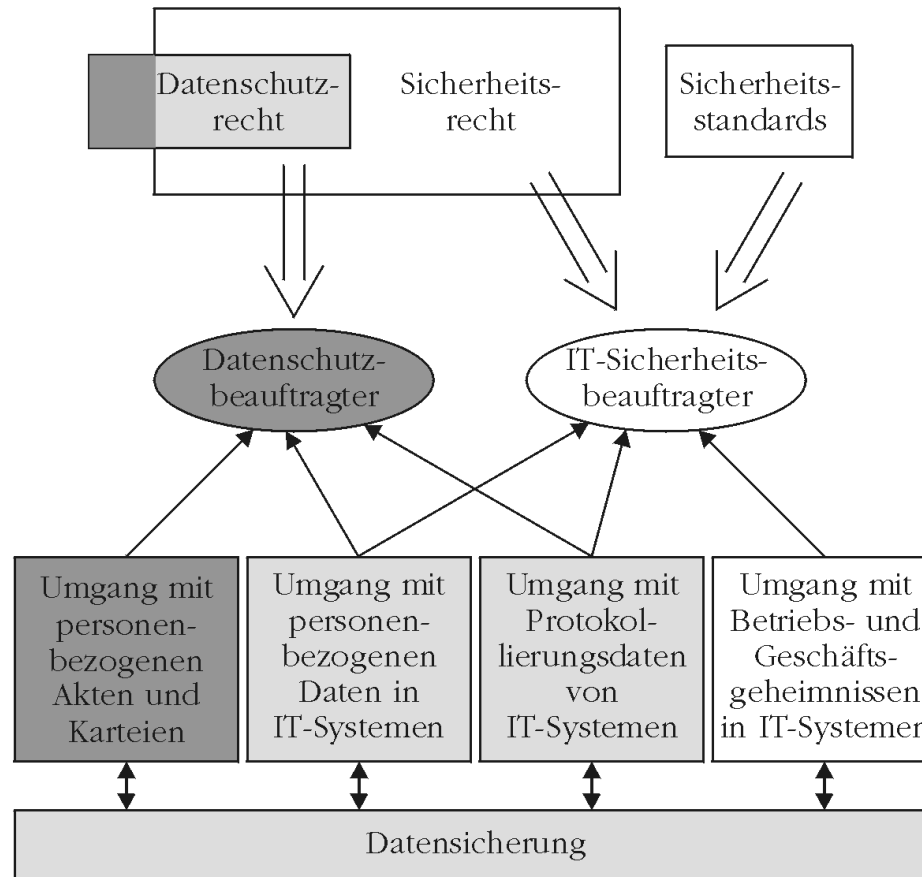 Datenschutz-
recht
Sicherheits-
recht
Sicherheits-
standards
Datenschutz-
beauftragter
IT-Sicherheits-
beauftragter
Umgang mit
personen-
bezogenen
Akten und
Karteien
Umgang mit
personen-
bezogenen
Daten in
IT-Systemen
Umgang mit
Protokol-
lierungsdaten
von
IT-Systemen
Umgang mit
Betriebs- und
Geschäfts-
geheimnissen
in IT-Systemen
Datensicherung